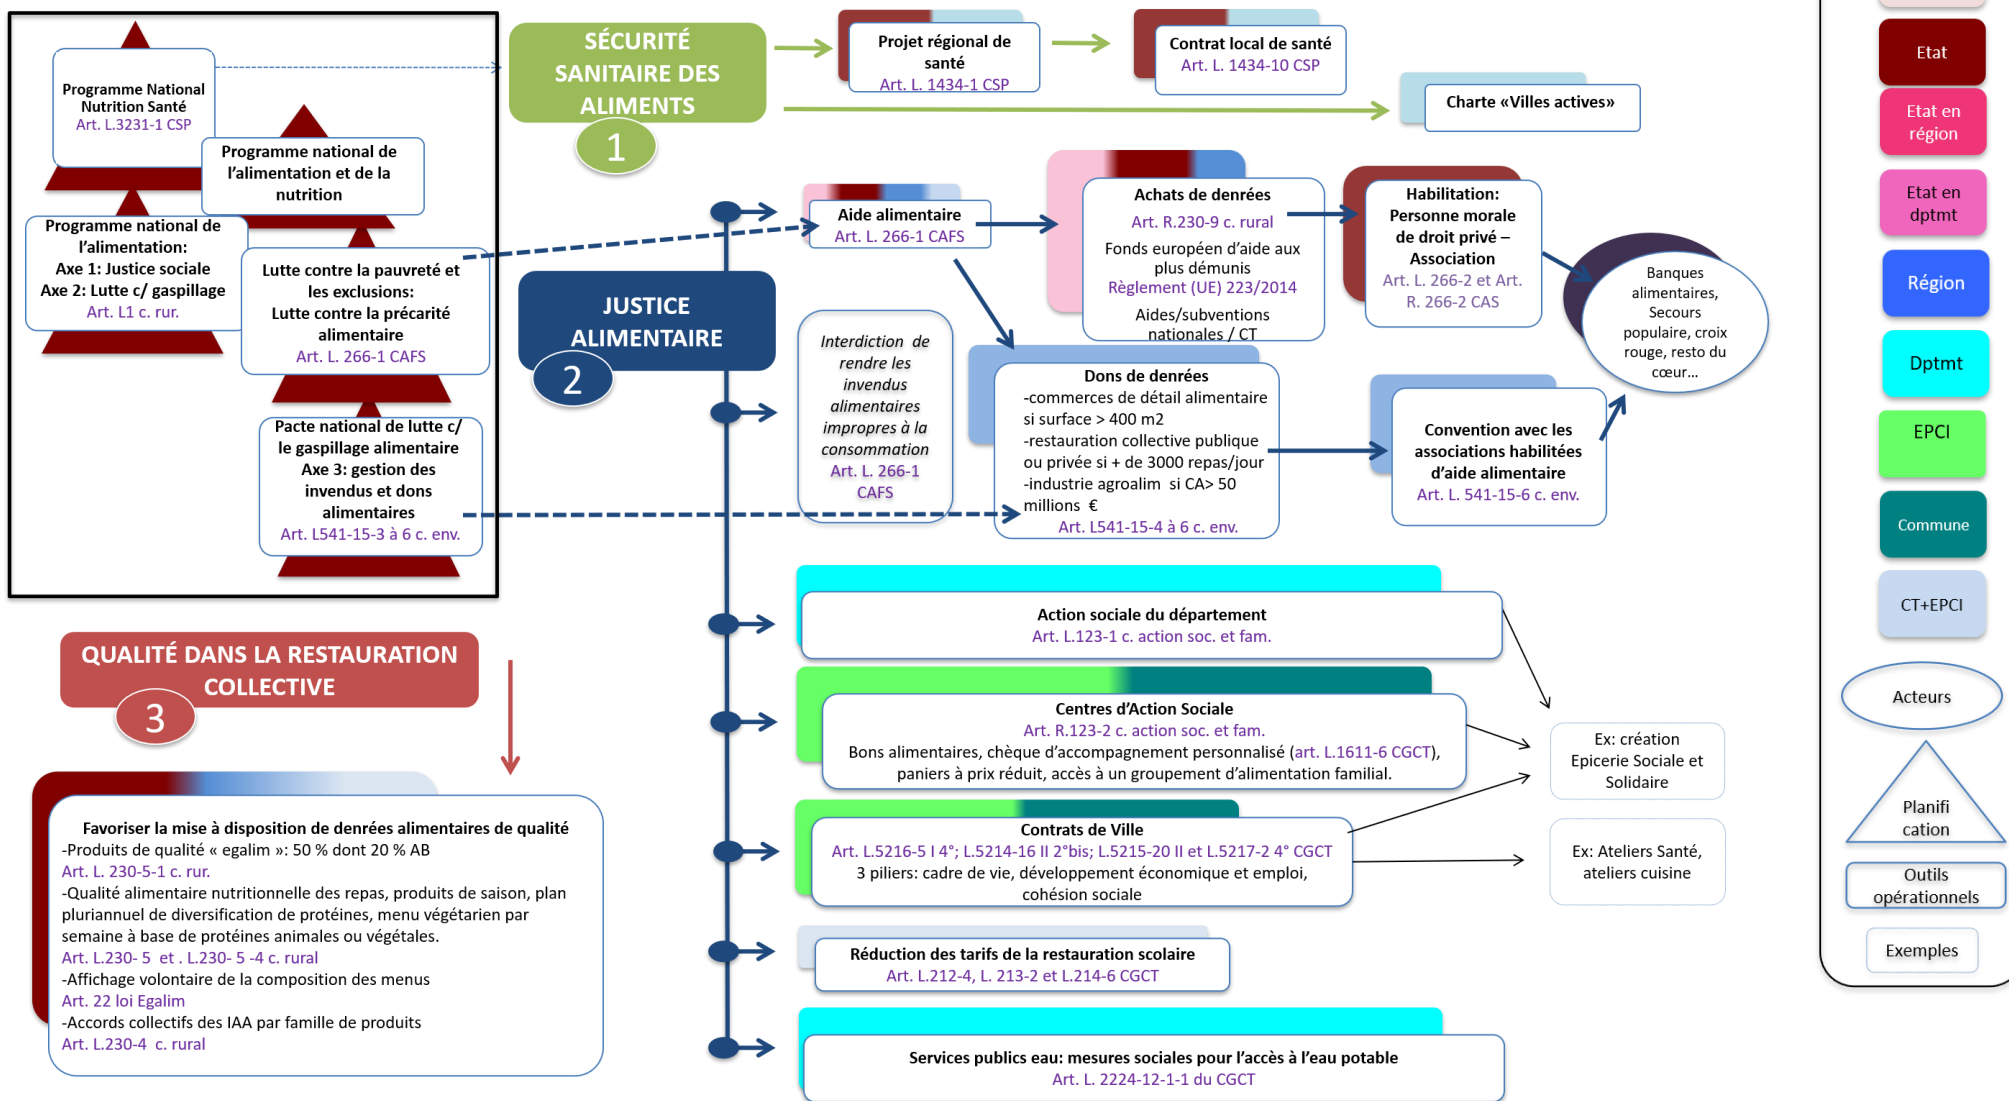 Programme National
Nutrition Santé
Art. L.3231-1 CSP
Programme national de
l’alimentation et de la
nutrition
Programme national de
l’alimentation:
Axe 1: Justice sociale
Axe 2: Lutte c/ gaspillage
Art. L1 c. rur.
Lutte contre la pauvreté et
les exclusions:
Lutte contre la précarité
alimentaire
Art. L. 266-1 CAFS
Pacte national de lutte c/
le gaspillage alimentaire
Axe 3: gestion des
invendus et dons
alimentaires
Art. L541-15-3 à 6 c. env.
SÉCURITÉ
SANITAIRE DES
ALIMENTS
1
Projet régional de
santé
Art. L. 1434-1 CSP
Contrat local de santé
Art. L. 1434-10 CSP
Charte «Villes actives»
JUSTICE
ALIMENTAIRE
2
Aide alimentaire
Art. L. 266-1 CAFS
Achats de denrées
Art. R.230-9 c. rural
Fonds européen d’aide aux
plus démunis
Règlement (UE) 223/2014
Aides/subventions
nationales / CT
Habilitation:
Personne morale
de droit privé –
Association
Art. L. 266-2 et Art.
R. 266-2 CAS
Banques
alimentaires,
Secours
populaire, croix
rouge, resto du
cœur…
Interdiction de
rendre les
invendus
alimentaires
impropres à la
consommation
Art. L. 266-1
CAFS
Dons de denrées
-commerces de détail alimentaire
si surface > 400 m2
-restauration collective publique
ou privée si + de 3000 repas/jour
-industrie agroalim si CA> 50
millions €
Art. L541-15-4 à 6 c. env.
Convention avec les
associations habilitées
d’aide alimentaire
Art. L. 541-15-6 c. env.
Action sociale du département
Art. L.123-1 c. action soc. et fam.
Centres d’Action Sociale
Art. R.123-2 c. action soc. et fam.
Bons alimentaires, chèque d’accompagnement personnalisé (art. L.1611-6 CGCT),
paniers à prix réduit, accès à un groupement d’alimentation familial.
Contrats de Ville
Art. L.5216-5 I 4°; L.5214-16 II 2°bis; L.5215-20 II et L.5217-2 4° CGCT
3 piliers: cadre de vie, développement économique et emploi,
cohésion sociale
Ex: création
Epicerie Sociale et
Solidaire
Ex: Ateliers Santé,
ateliers cuisine
Réduction des tarifs de la restauration scolaire
Art. L.212-4, L. 213-2 et L.214-6 CGCT
Services publics eau: mesures sociales pour l’accès à l’eau potable
Art. L. 2224-12-1-1 du CGCT
QUALITÉ DANS LA RESTAURATION
COLLECTIVE
3
Favoriser la mise à disposition de denrées alimentaires de qualité
-Produits de qualité « egalim »: 50 % dont 20 % AB
Art. L. 230-5-1 c. rur.
-Qualité alimentaire nutritionnelle des repas, produits de saison, plan
pluriannuel de diversification de protéines, menu végétarien par
semaine à base de protéines animales ou végétales.
Art. L.230- 5 et . L.230- 5 -4 c. rural
-Affichage volontaire de la composition des menus
Art. 22 loi Egalim
-Accords collectifs des IAA par famille de produits
Art. L.230-4 c. rural
Etat
Etat en
région
Etat en
dptmt
Région
Dptmt
EPCI
Commune
CT+EPCI
Acteurs
Planifi
cation
Outils
opérationnels
Exemples